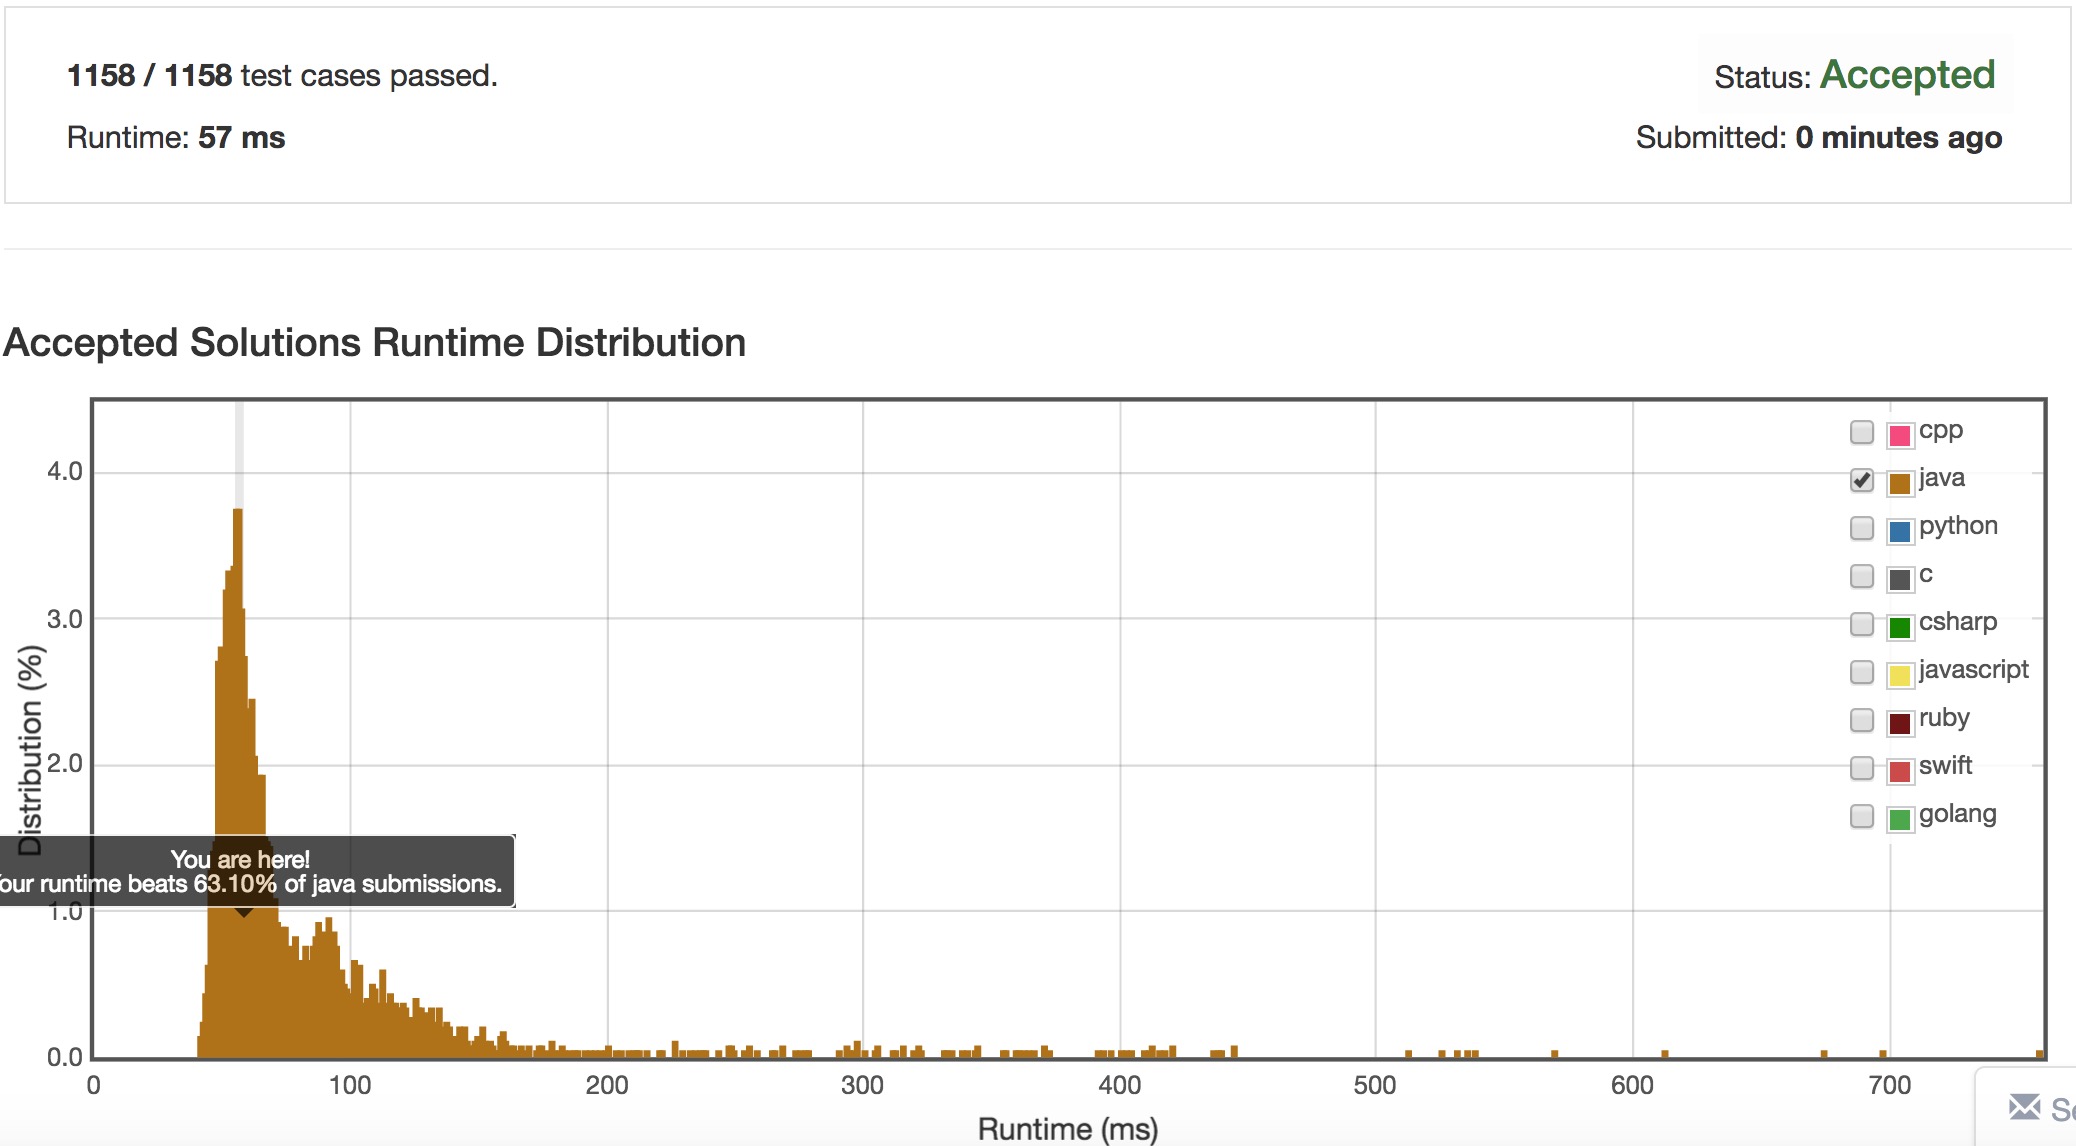 1158 / 1158 test cases passed.
Status: Accepted
Runtime: 57 ms
Submitted: 0 minutes ago
Accepted Solutions Runtime Distribution
Distribution (%)
4.0
3.0
2.0
1.0
0.0
You are here!
our runtime beats 63.10% of java submissions.
cpp
java
python
c
csharp
javascript
ruby
swift
golang
0 100 200 300 400 500 600 700
Runtime (ms)